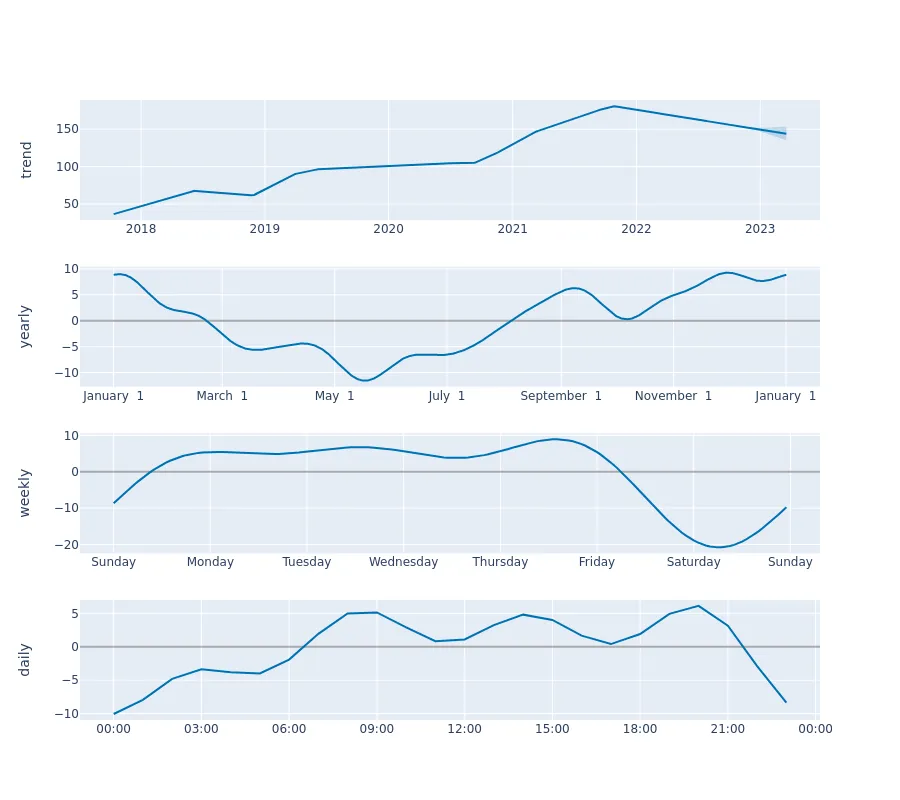 trend
150
100
50
2018 2019 2020 2021 2022 2023
yearly
10
5
0
−5
−10
January 1 March 1 May 1 July 1 September 1 November 1 January 1
weekly
10
0
−10
−20
Sunday Monday Tuesday Wednesday Thursday Friday Saturday Sunday
daily
5
0
−5
−10
00:00 03:00 06:00 09:00 12:00 15:00 18:00 21:00 00:00